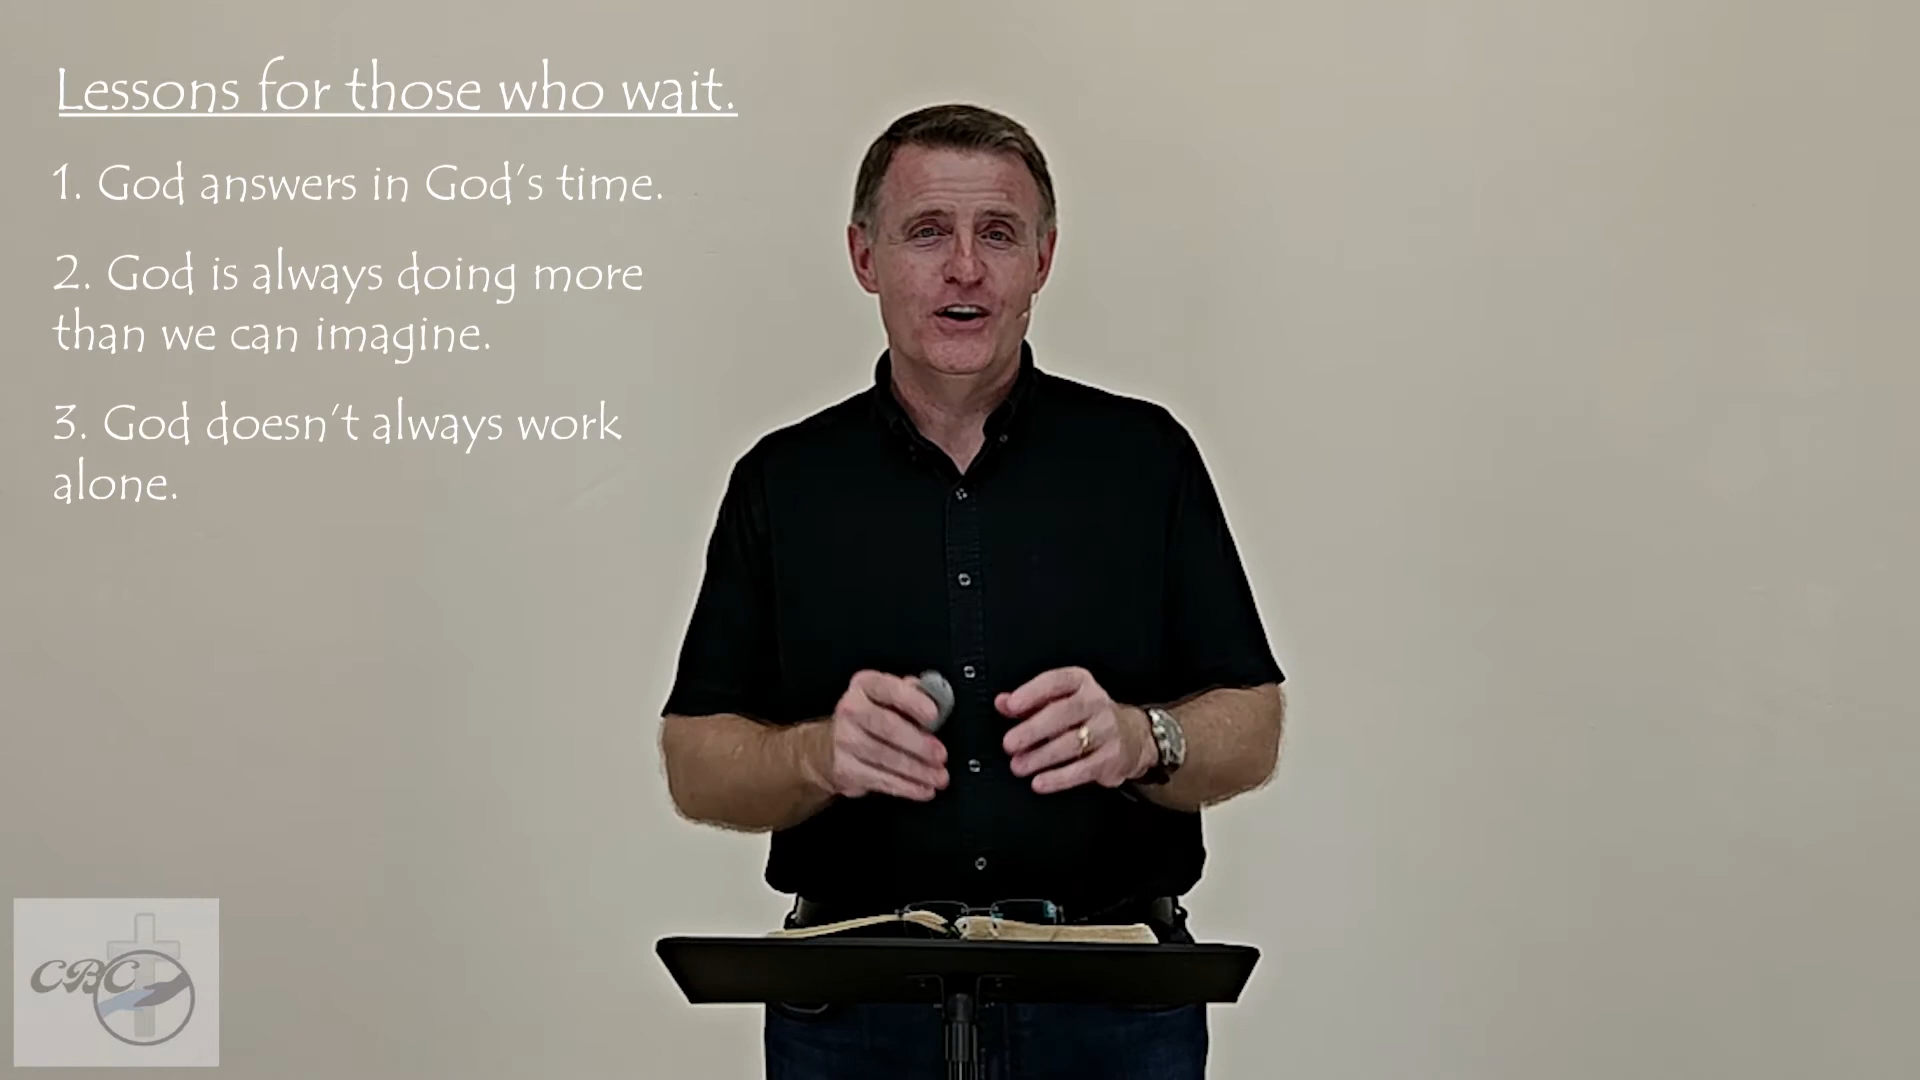 Lessons for those who wait.
1. God answers in God's time.
2. God is always doing more
than we can imagine.
3. God doesn't always work
alone.
CBC